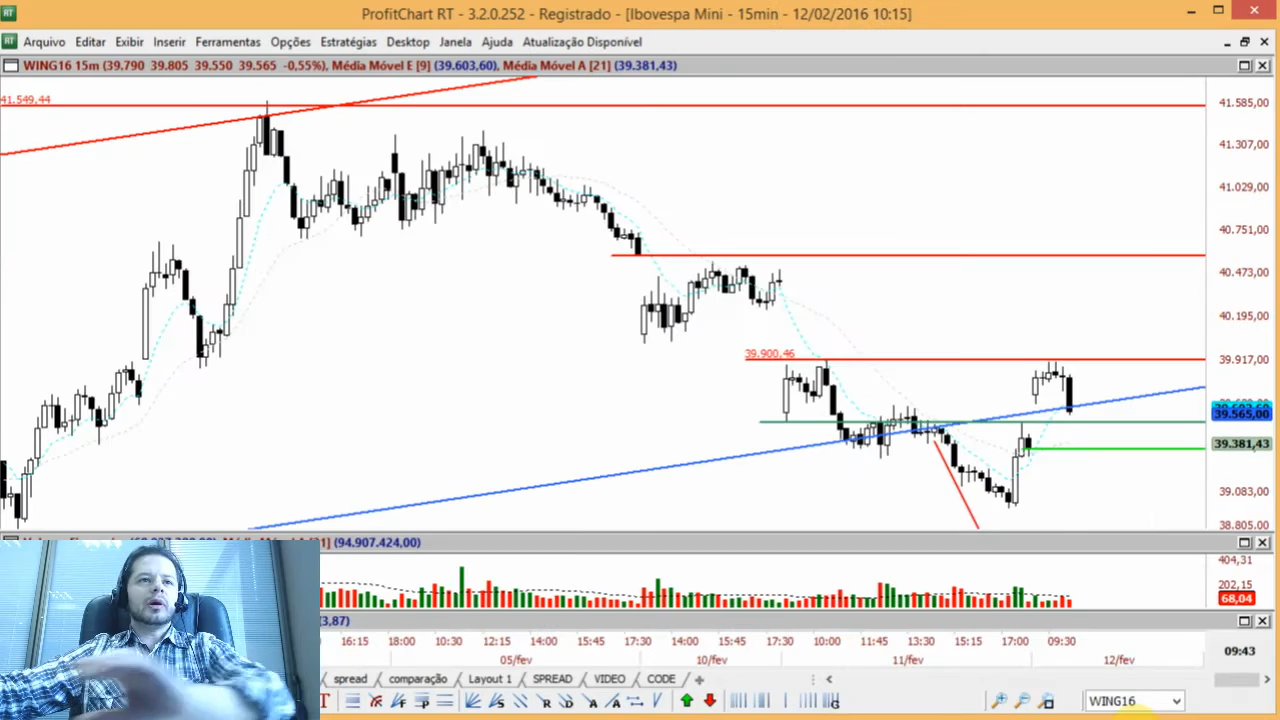 ProfitChart RT - 3.2.0.252 - Registrado - [Ibovespa Mini - 15min - 12/02/2016 10:15]
RT Arquivo Editar Exibir Inserir Ferramentas Opções Estratégias Desktop Janela Ajuda Atualização Disponível
WING16 15m (39.790 39.805 39.550 39.565 -0,55%), Média Móvel E [9] (39.603,60), Média Móvel A [21] (39.381,43)
41.549,44
41.585,00
41.307,00
41.029,00
40.751,00
40.473,00
40.195,00
39.900,46
39.917,00
39.565,00
39.381,43
39.083,00
38.805,00
[21] (94.907.424,00)
404,31
202,15
68,04
(3,87)
16:15 18:00 10:30 12:15 14:00 15:45 17:30 14:00 15:45 17:30 10:00 11:45 13:30 15:15 17:00 09:30
05/fev 10/fev 11/fev 12/fev
09:43
spread comparação Layout 1 SPREAD VIDEO CODE
WING16